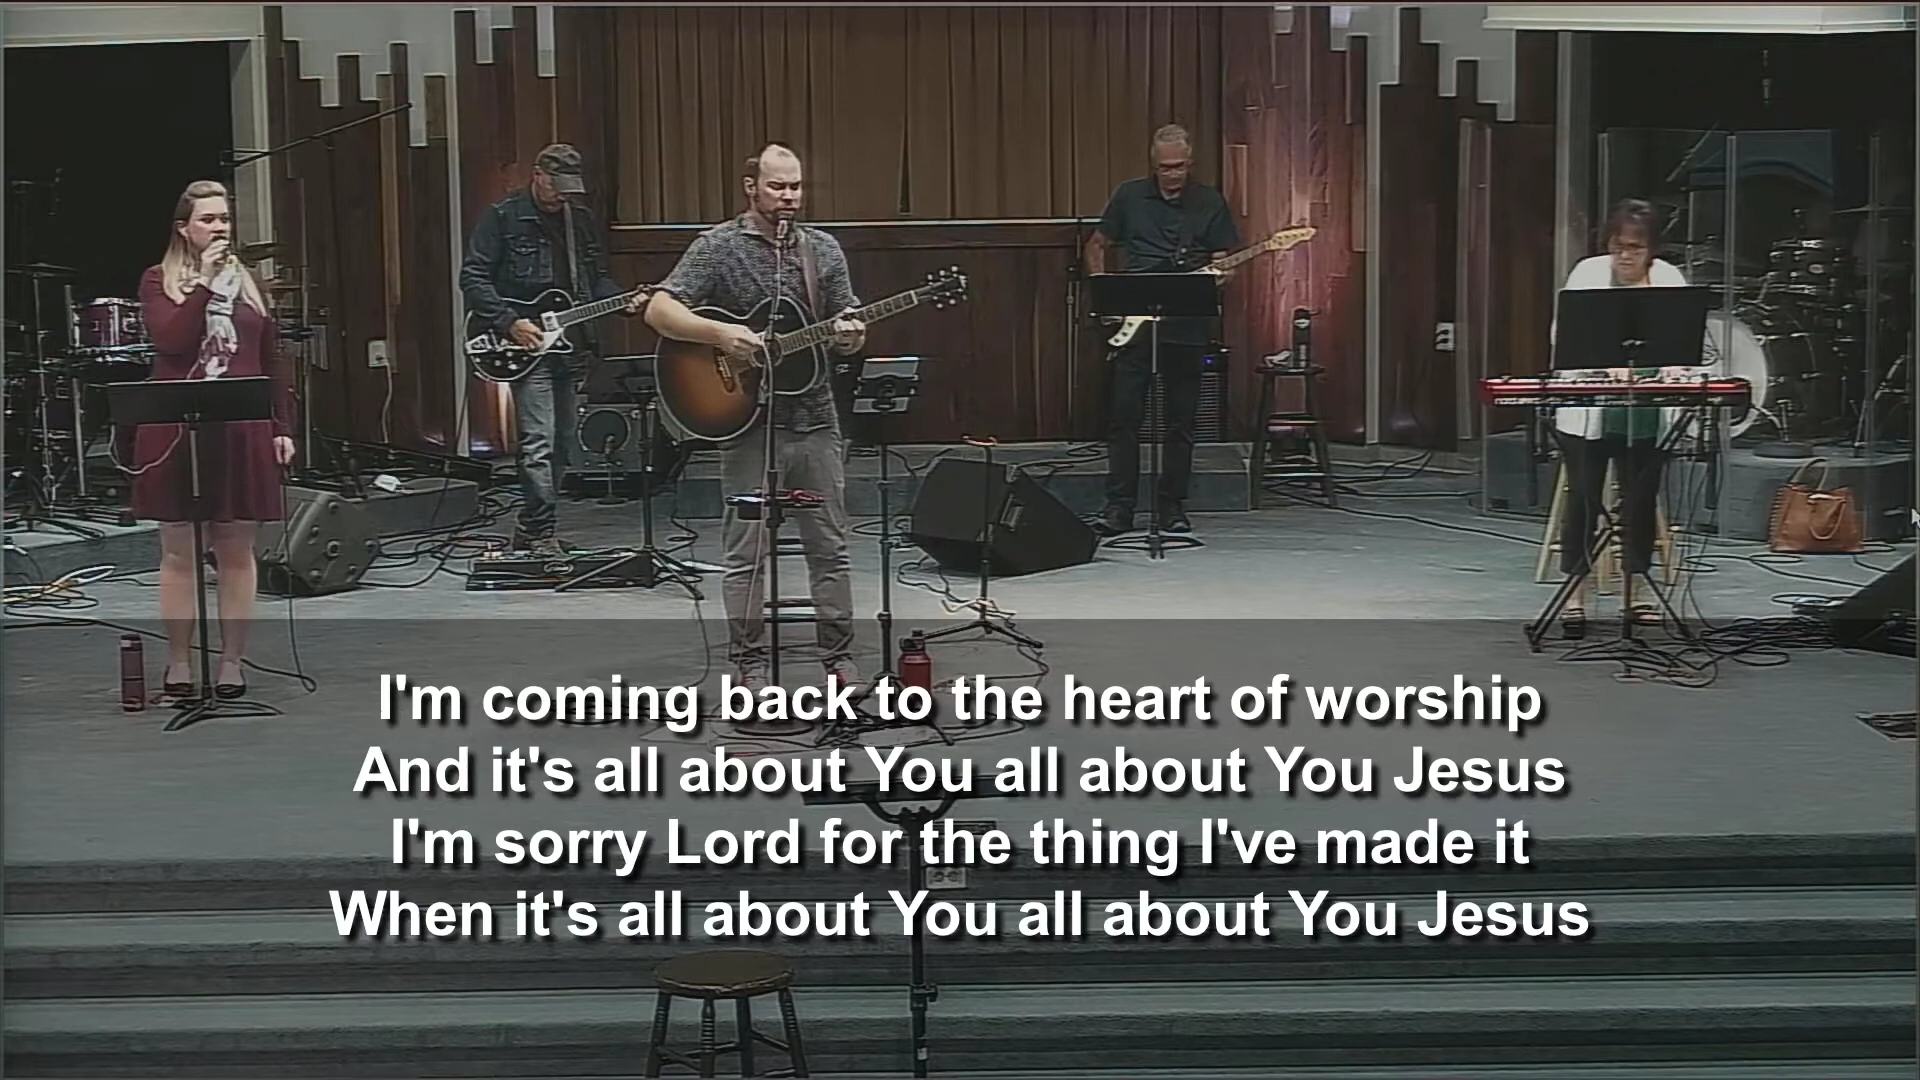 I'm coming back to the heart of worship
And it's all about You all about You Jesus
I'm sorry Lord for the thing I've made it
When it's all about You all about You Jesus